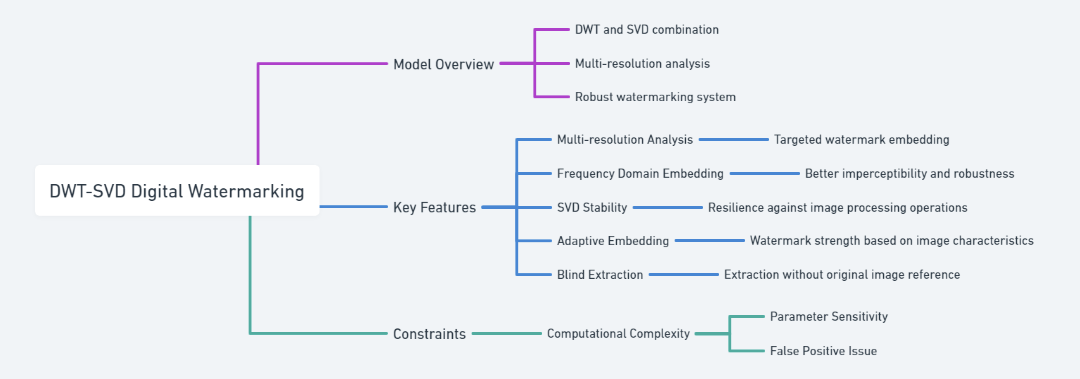 DWT-SVD Digital Watermarking
Model Overview
DWT and SVD combination
Multi-resolution analysis
Robust watermarking system
Key Features
Multi-resolution Analysis
Targeted watermark embedding
Frequency Domain Embedding
Better imperceptibility and robustness
SVD Stability
Resilience against image processing operations
Adaptive Embedding
Watermark strength based on image characteristics
Blind Extraction
Extraction without original image reference
Constraints
Computational Complexity
Parameter Sensitivity
False Positive Issue